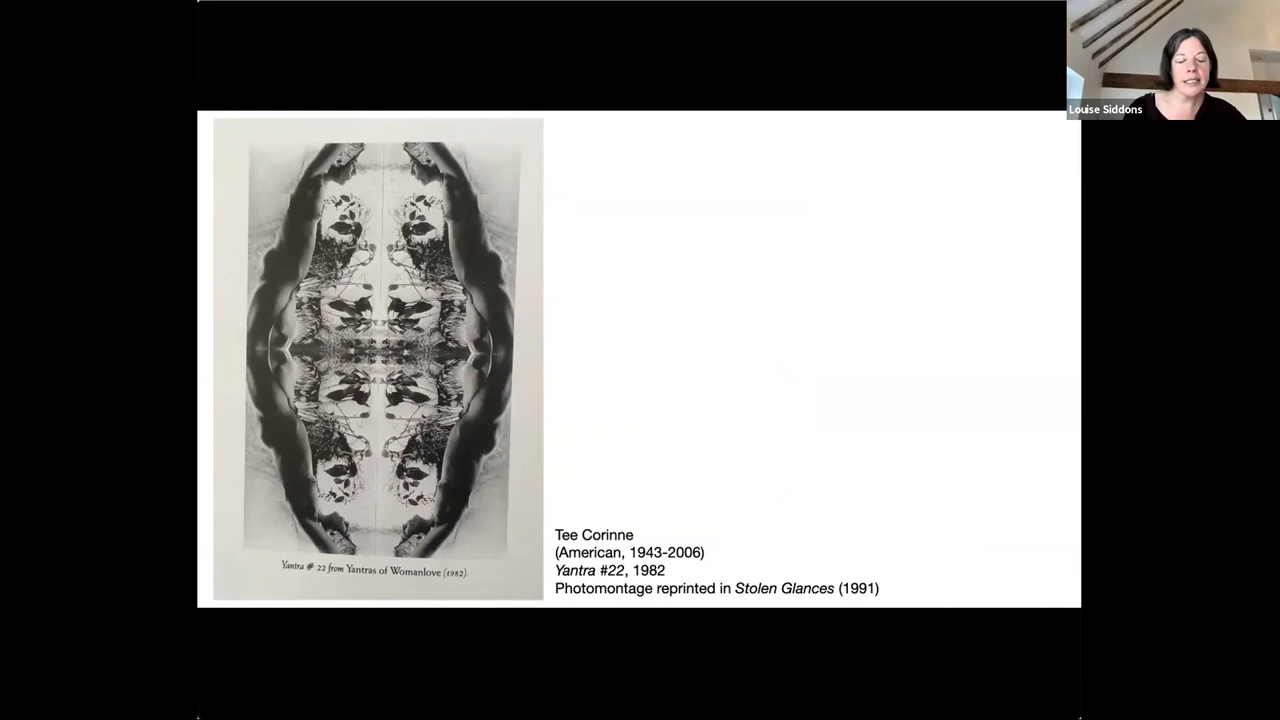 Louise Siddons
Yantra # 22 from Yantras of Womanlove (1982).
Tee Corinne
(American, 1943-2006)
Yantra #22, 1982
Photomontage reprinted in Stolen Glances (1991)